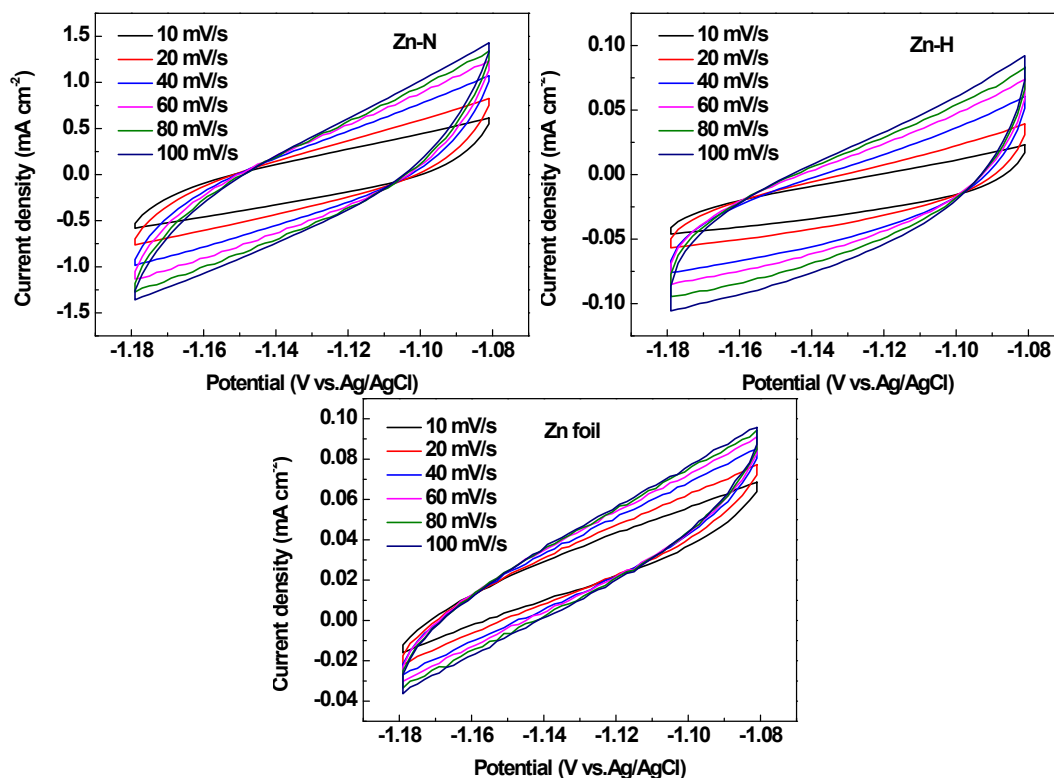 Zn-N
10 mV/s
20 mV/s
40 mV/s
60 mV/s
80 mV/s
100 mV/s
1.5
1.0
0.5
0.0
-0.5
-1.0
1.5
Current density (mA cm-2)
-1.18 -1.16 -1.14 -1.12 -1.10 -1.08
Potential (V vs.Ag/AgCl)
Zn-H
10 mV/s
20 mV/s
40 mV/s
60 mV/s
80 mV/s
100 mV/s
0.10
0.05
0.00
-0.05
-0.10
Current density (mA cm-2)
-1.18 -1.16 -1.14 -1.12 -1.10 -1.08
Potential (V vs.Ag/AgCl)
Zn foil
10 mV/s
20 mV/s
40 mV/s
60 mV/s
80 mV/s
100 mV/s
0.10
0.08
0.06
0.04
0.02
0.00
-0.02
-0.04
Current density (mA cm-2)
-1.18 -1.16 -1.14 -1.12 -1.10 -1.08
Potential (V vs.Ag/AgCl)